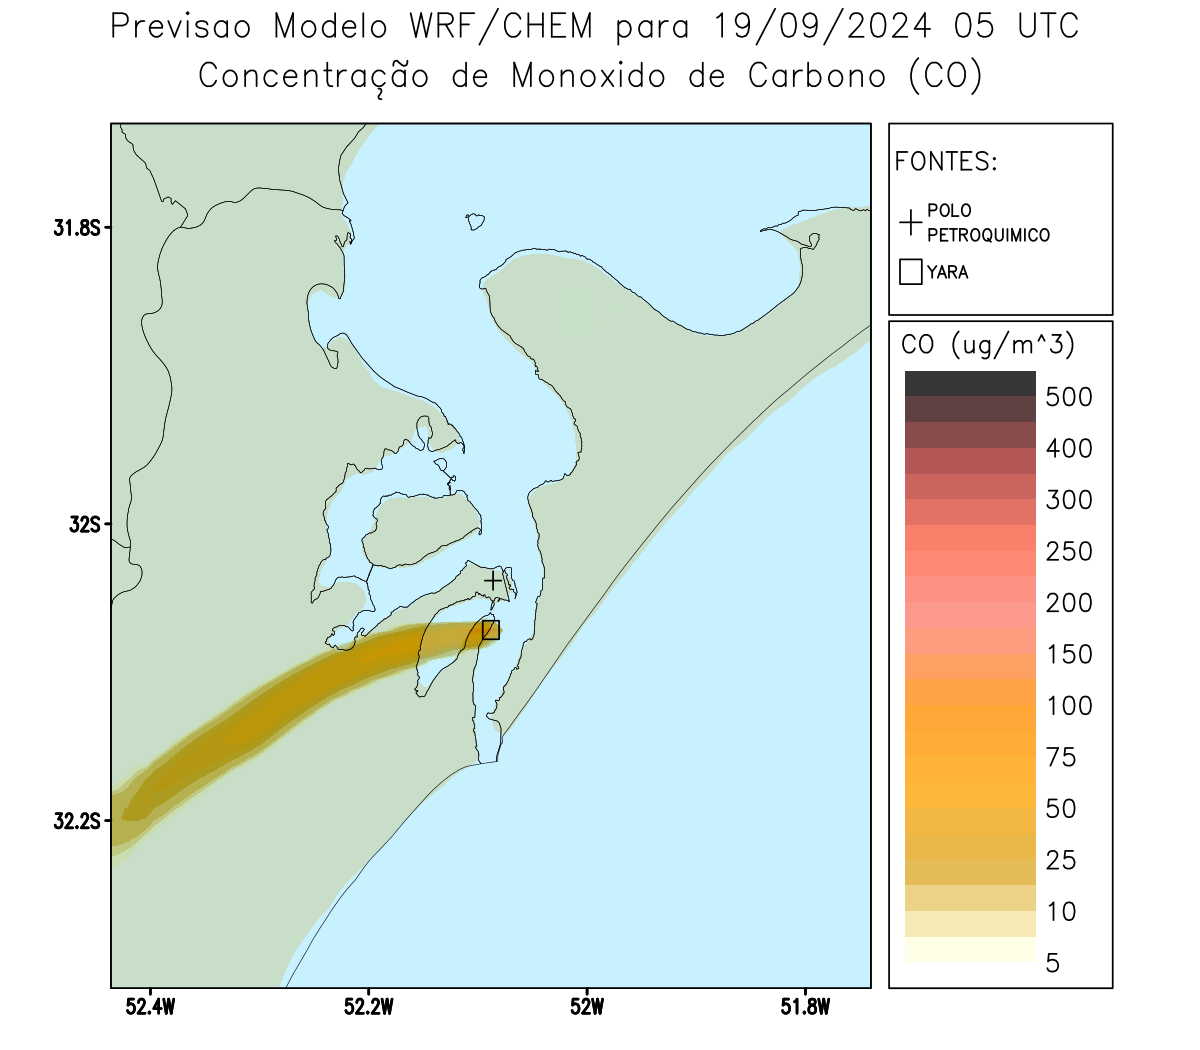 Previsao Modelo WRF/CHEM para 19/09/2024 05 UTC
Concentração de Monoxido de Carbono (CO)
FONTES:
POLO
PETROQUIMICO
YARA
CO (ug/m^3)
500
400
300
250
200
150
100
75
50
25
10
5
31.8S
32S
32.2S
52.4W
52.2W
52W
51.8W